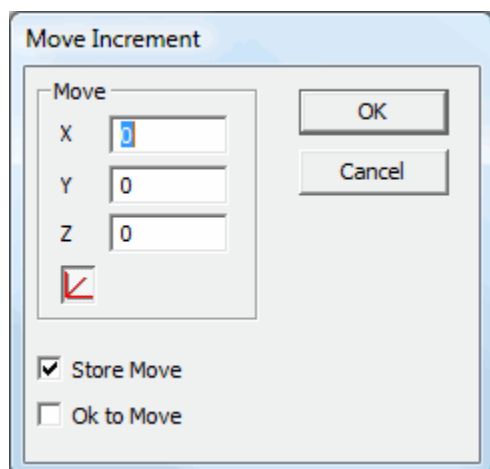 Move Increment
Move
X 0
Y 0
Z 0
OK
Cancel
Store Move
Ok to Move